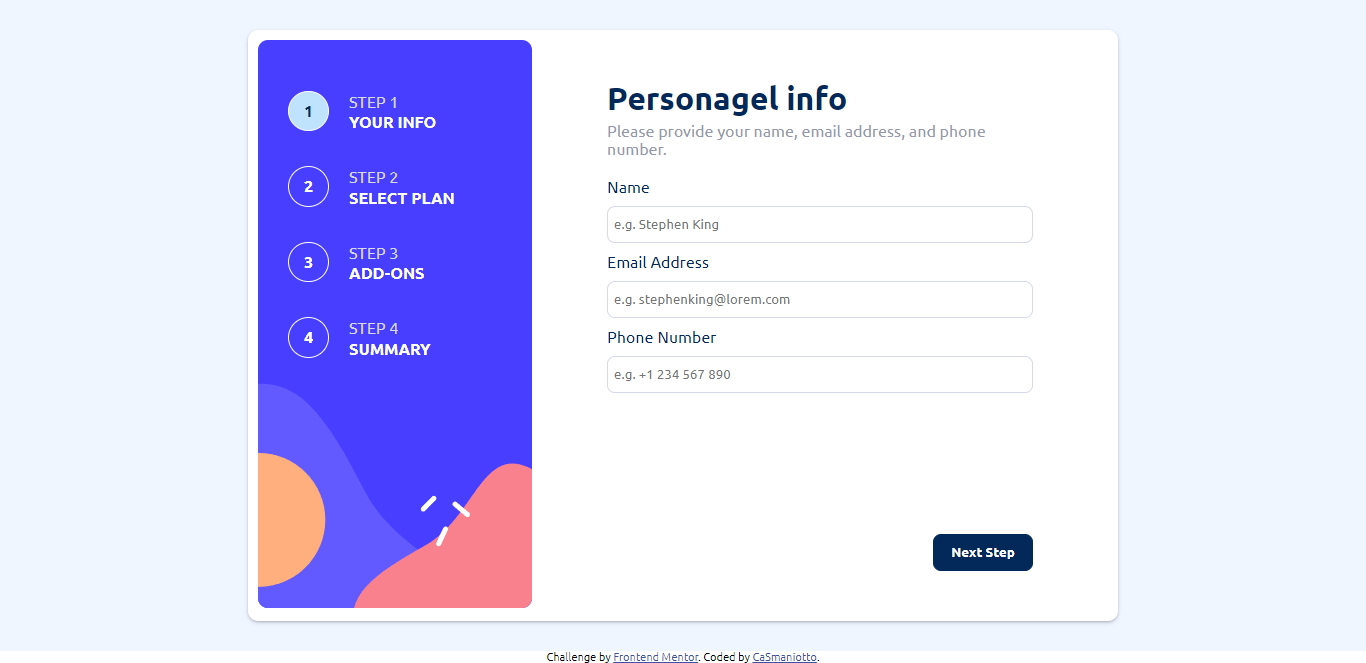 1
STEP 1
YOUR INFO
2
STEP 2
SELECT PLAN
3
STEP 3
ADD-ONS
4
STEP 4
SUMMARY
Personagel info
Please provide your name, email address, and phone
number.
Name
e.g. Stephen King
Email Address
e.g. stephenking@lorem.com
Phone Number
e.g. +1 234 567 890
Next Step
Challenge by Frontend Mentor. Coded by CaSmaniotto.